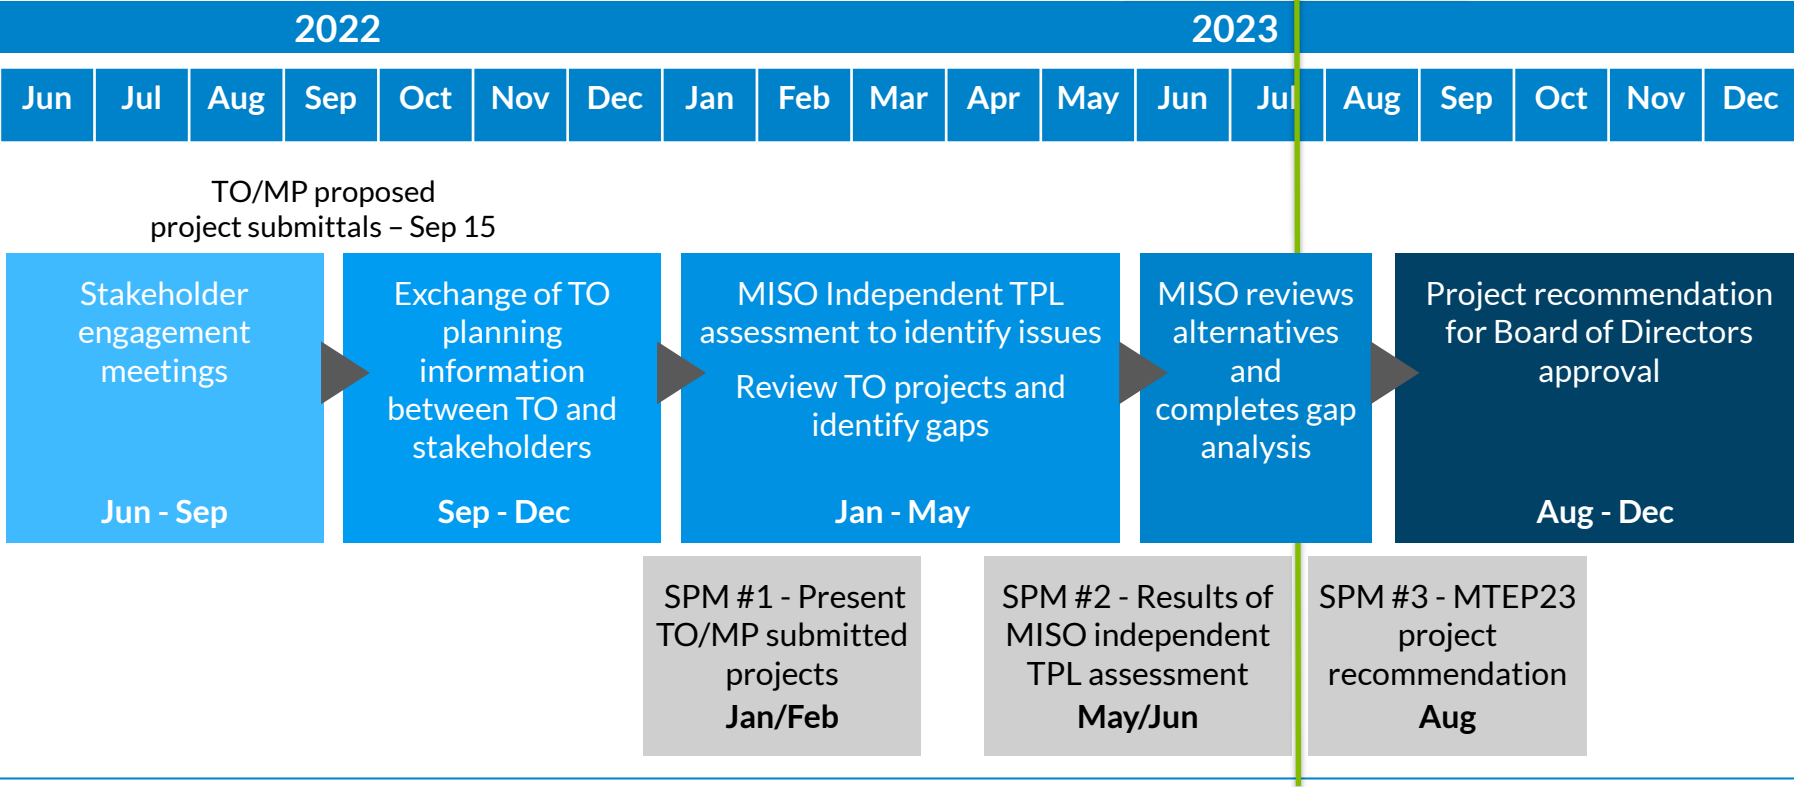 2022
2023
Jun Jul Aug Sep Oct Nov Dec Jan Feb Mar Apr May Jun Jul Aug Sep Oct Nov Dec
TO/MP proposed
project submittals – Sep 15
Stakeholder
engagement
meetings
Jun - Sep
Exchange of TO
planning
information
between TO and
stakeholders
Sep - Dec
MISO Independent TPL
assessment to identify issues
Review TO projects and
identify gaps
Jan - May
MISO reviews
alternatives
and
completes gap
analysis
Project recommendation
for Board of Directors
approval
Aug - Dec
SPM #1 - Present
TO/MP submitted
projects
Jan/Feb
SPM #2 - Results of
MISO independent
TPL assessment
May/Jun
SPM #3 - MTEP23
project
recommendation
Aug